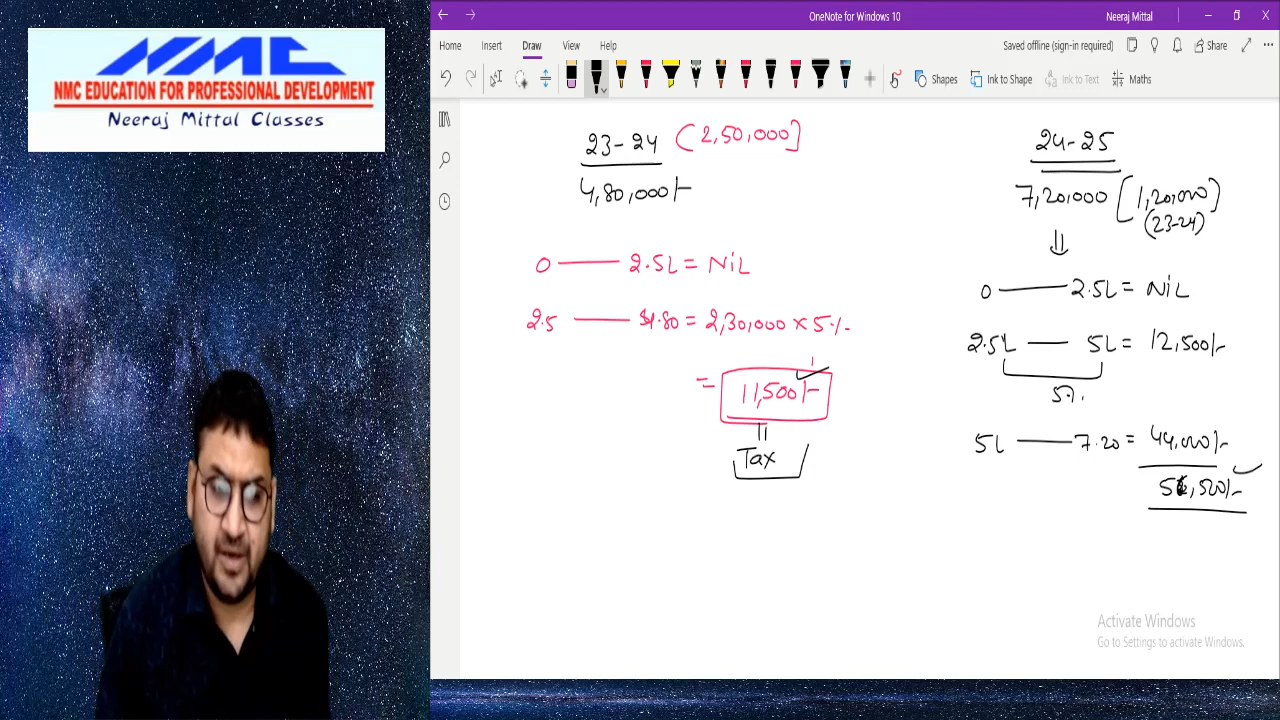 NMC
NMC EDUCATION FOR PROFESSIONAL DEVELOPMENT
Neeraj Mittal Classes
OneNote for Windows 10
Neeraj Mittal
Home Insert Draw View Help
Saved offline (sign-in required)
Share
Shapes
Ink to Shape
Ink to Text
Maths
23-24 (2,50,000]
4,80,000/-
0 — 2.5L = NiL
2.5 — 4.80 = 2,30,000 × 5%
= 11,500/-
Tax
24-25
7,20,000 [1,20,000]
(23-24)
0 — 2.5L = NiL
2.5L — 5L = 12,500/-
5%
5L — 7.20 = 44,000/-
56,500/-
Activate Windows
Go to Settings to activate Windows.